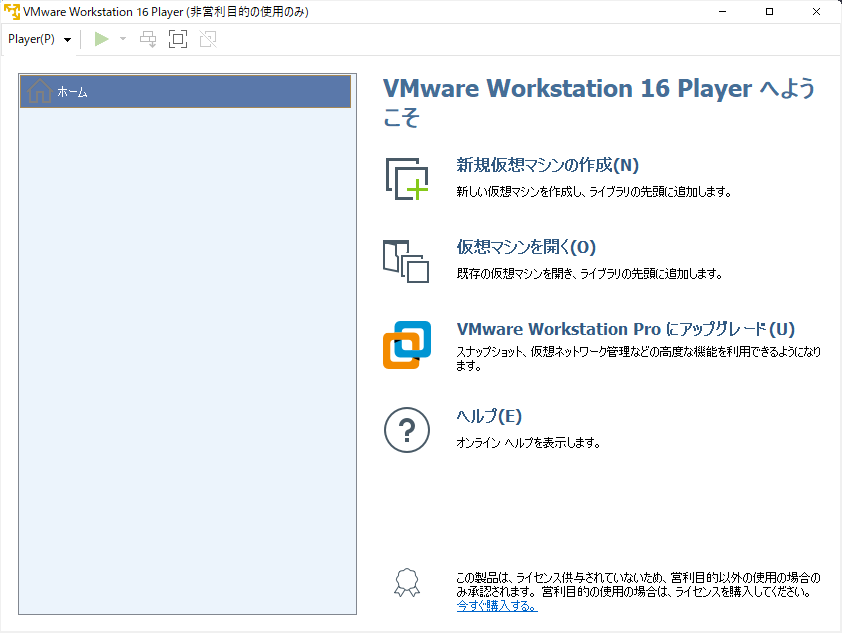 VMware Workstation 16 Player (非営利目的の使用のみ)
Player(P)
ホーム
VMware Workstation 16 Player へよう
こそ
新規仮想マシンの作成(N)
新しい仮想マシンを作成し、ライブラリの先頭に追加します。
仮想マシンを開く(O)
既存の仮想マシンを開き、ライブラリの先頭に追加します。
VMware Workstation Pro にアップグレード(U)
スナップショット、仮想ネットワーク管理などの高度な機能を利用できるようになり
ます。
ヘルプ(E)
オンライン ヘルプを表示します。
この製品は、ライセンス供与されていないため、営利目的以外の使用の場合の
み承認されます。 営利目的の使用の場合は、ライセンスを購入してください。
今すぐ購入する。